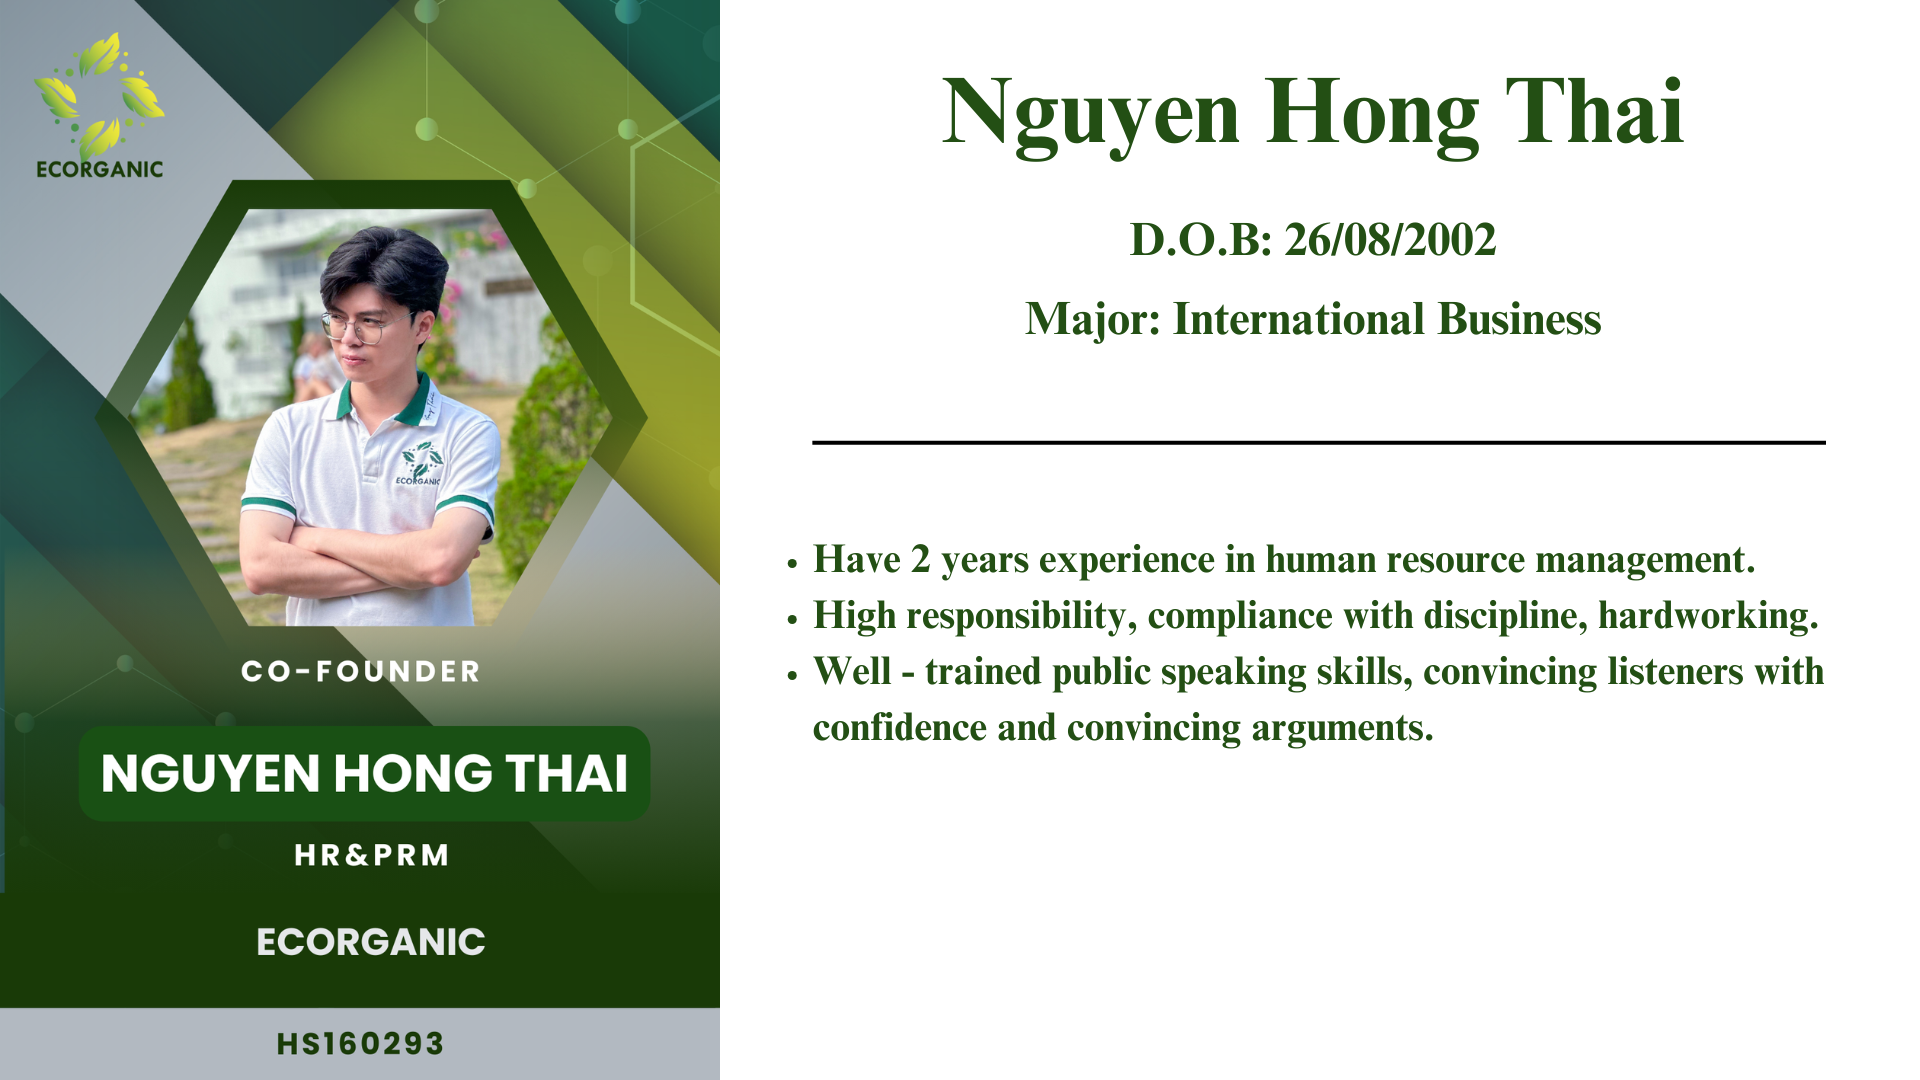 ECORGANIC
ECORGANIC
CO-FOUNDER
NGUYEN HONG THAI
HR&PRM
ECORGANIC
HS160293
Nguyen Hong Thai
D.O.B: 26/08/2002
Major: International Business
• Have 2 years experience in human resource management.
• High responsibility, compliance with discipline, hardworking.
• Well - trained public speaking skills, convincing listeners with
confidence and convincing arguments.